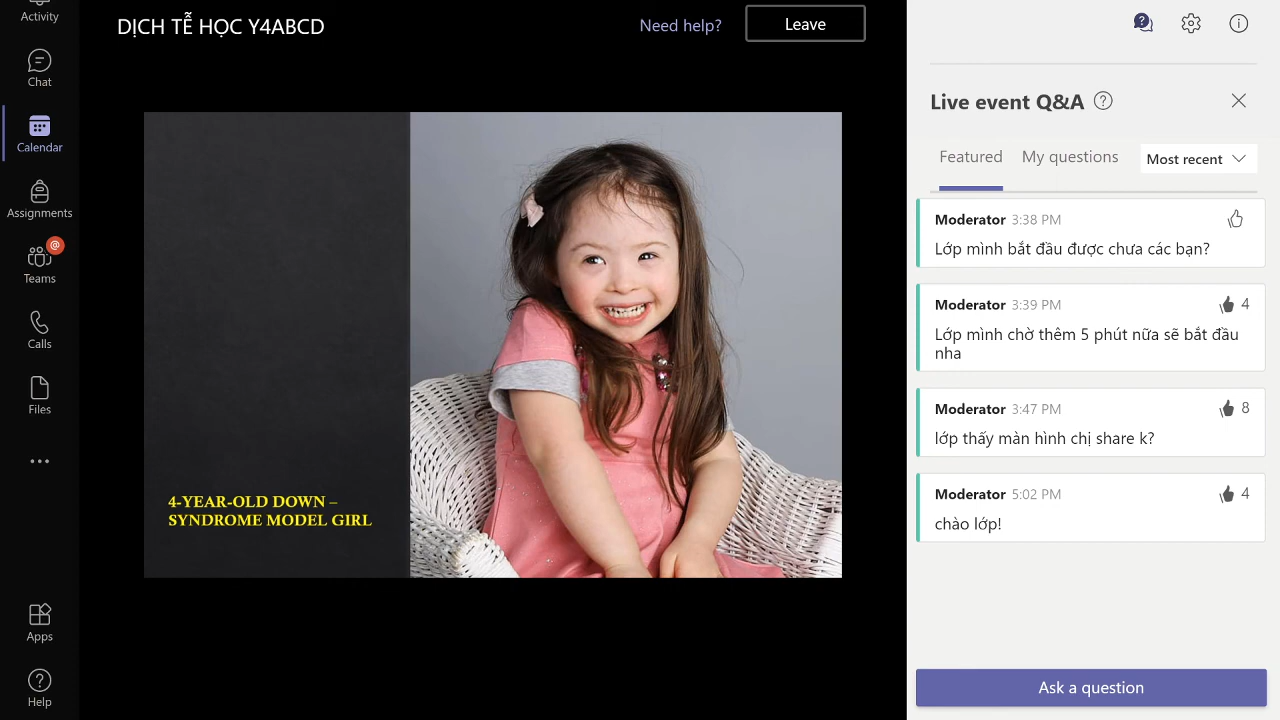 Activity
Chat
Calendar
Assignments
@
Teams
Calls
Files
Apps
Help
DỊCH TỄ HỌC Y4ABCD
Need help?
Leave
4-YEAR-OLD DOWN –
SYNDROME MODEL GIRL
Live event Q&A
Featured
My questions
Most recent
Moderator 3:38 PM
Lớp mình bắt đầu được chưa các bạn?
Moderator 3:39 PM 4
Lớp mình chờ thêm 5 phút nữa sẽ bắt đầu
nha
Moderator 3:47 PM 8
lớp thấy màn hình chị share k?
Moderator 5:02 PM 4
chào lớp!
Ask a question